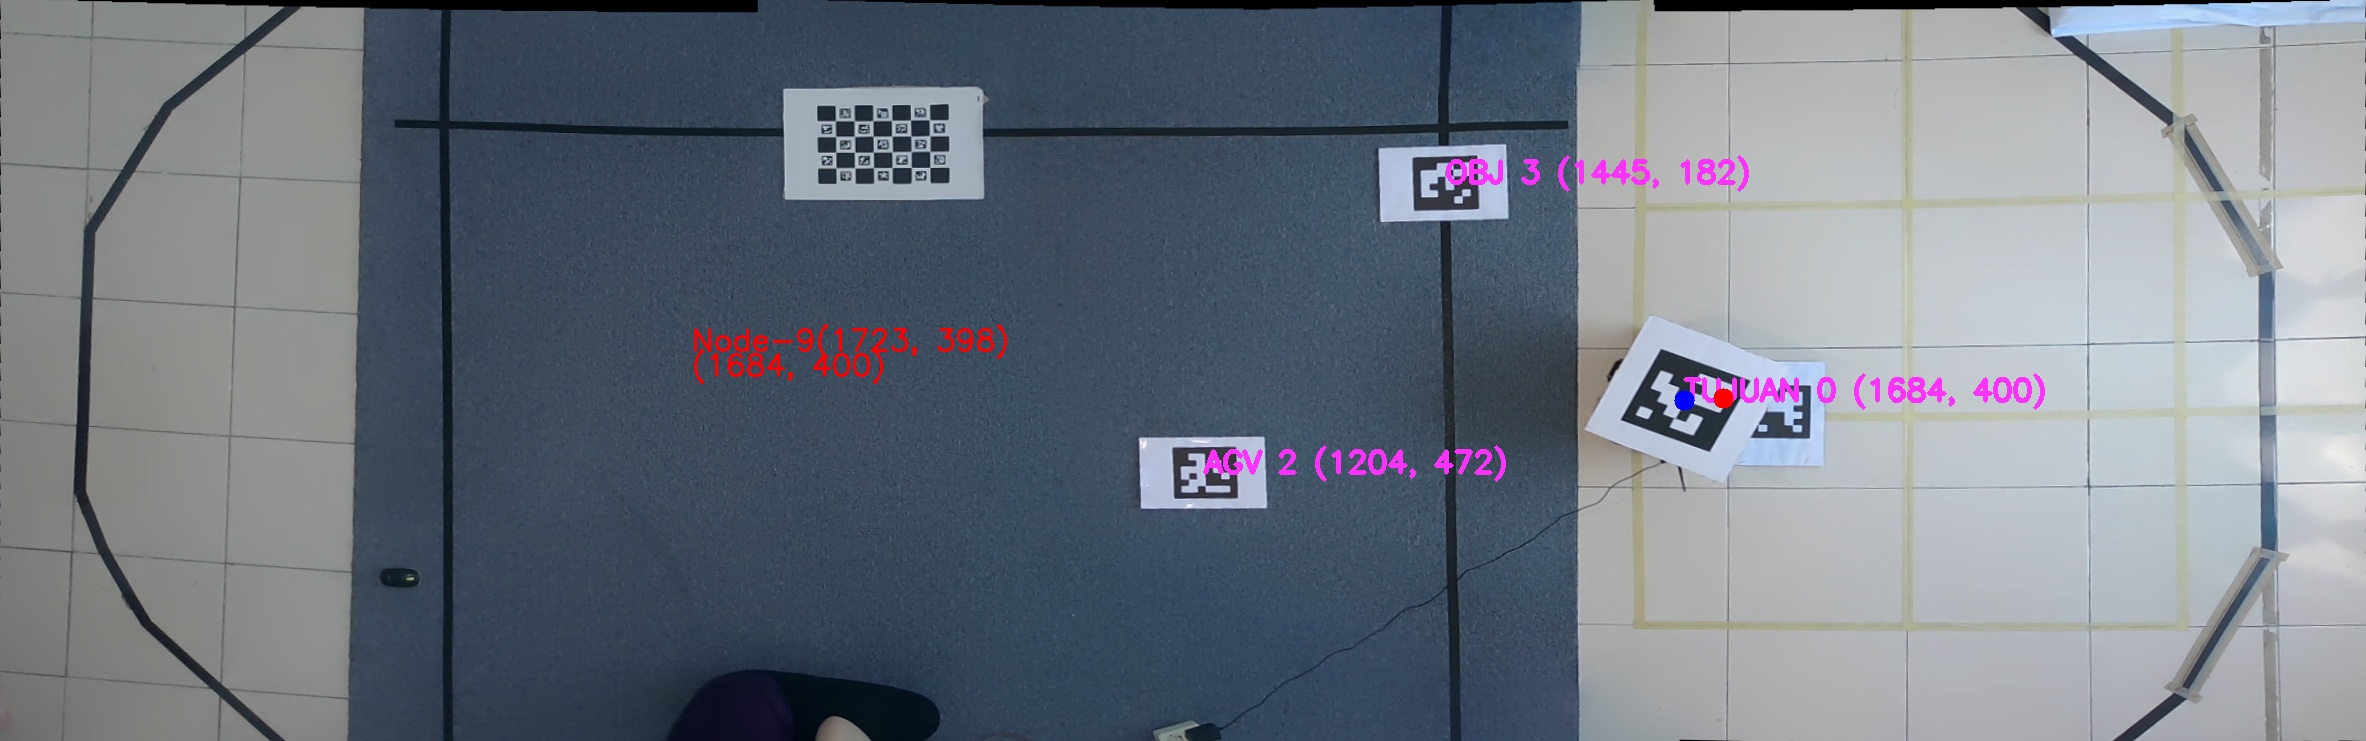 OBJ 3 (1445, 182)
Node-9(1723, 398)
(1684, 400)
TUJUAN 0 (1684, 400)
AGV 2 (1204, 472)